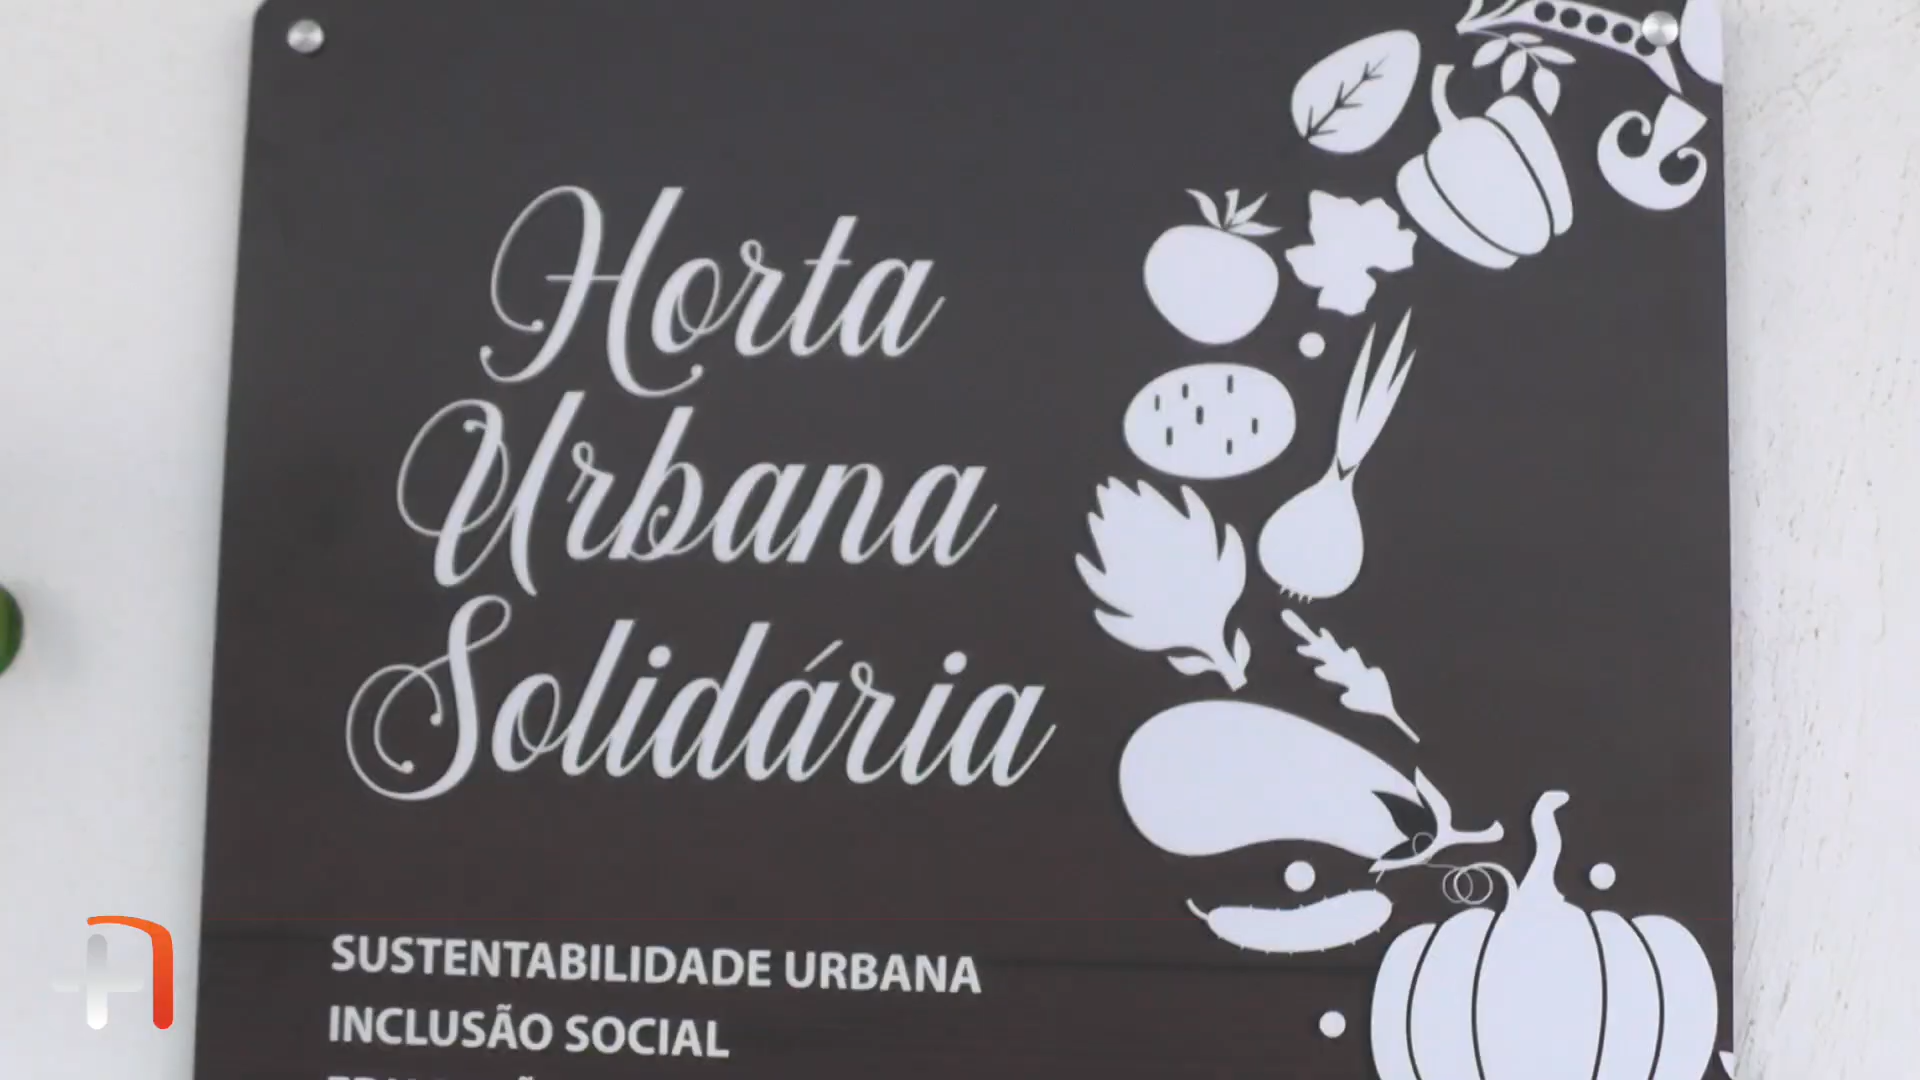 Horta
Urbana
Solidária
SUSTENTABILIDADE URBANA
INCLUSÃO SOCIAL